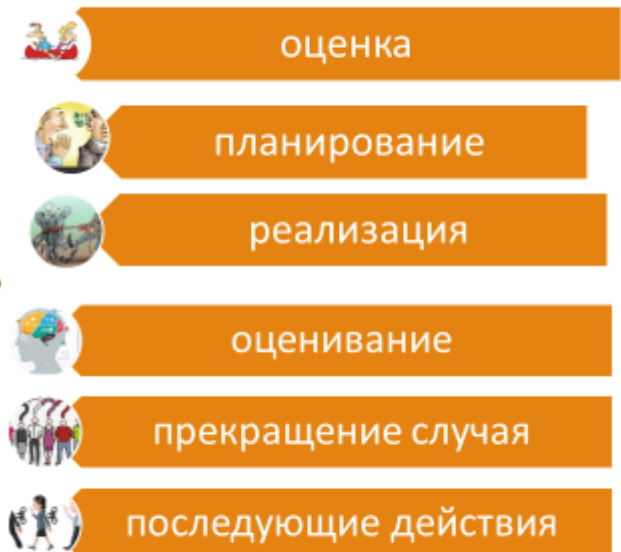 оценка
планирование
реализация
оценивание
прекращение случая
последующие действия